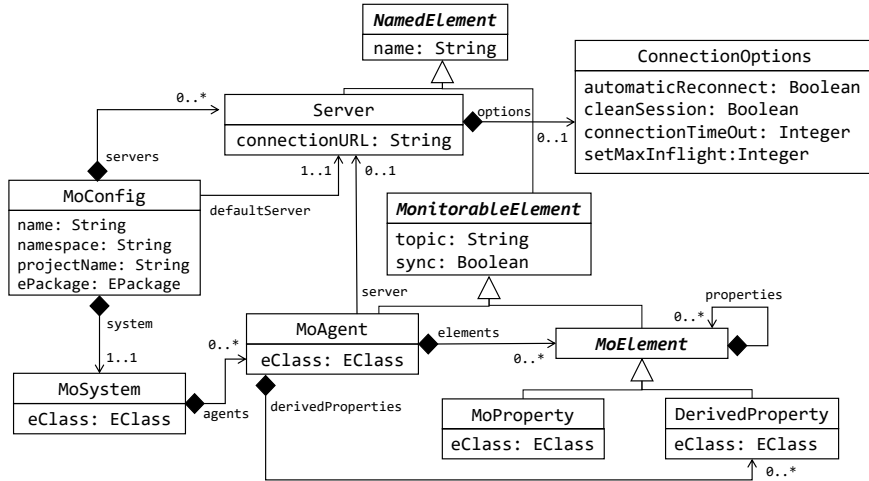 NamedElement
name: String
ConnectionOptions
automaticReconnect: Boolean
cleanSession: Boolean
connectionTimeOut: Integer
setMaxInflight:Integer
0..*
Server
connectionURL: String
options
0..1
servers
1..1
0..1
defaultServer
MoConfig
name: String
namespace: String
projectName: String
ePackage: EPackage
MonitorableElement
topic: String
sync: Boolean
server
properties
0..*
system
1..1
0..*
MoAgent
eClass: EClass
elements
0..*
MoElement
MoSystem
eClass: EClass
agents
derivedProperties
MoProperty
eClass: EClass
DerivedProperty
eClass: EClass
0..*